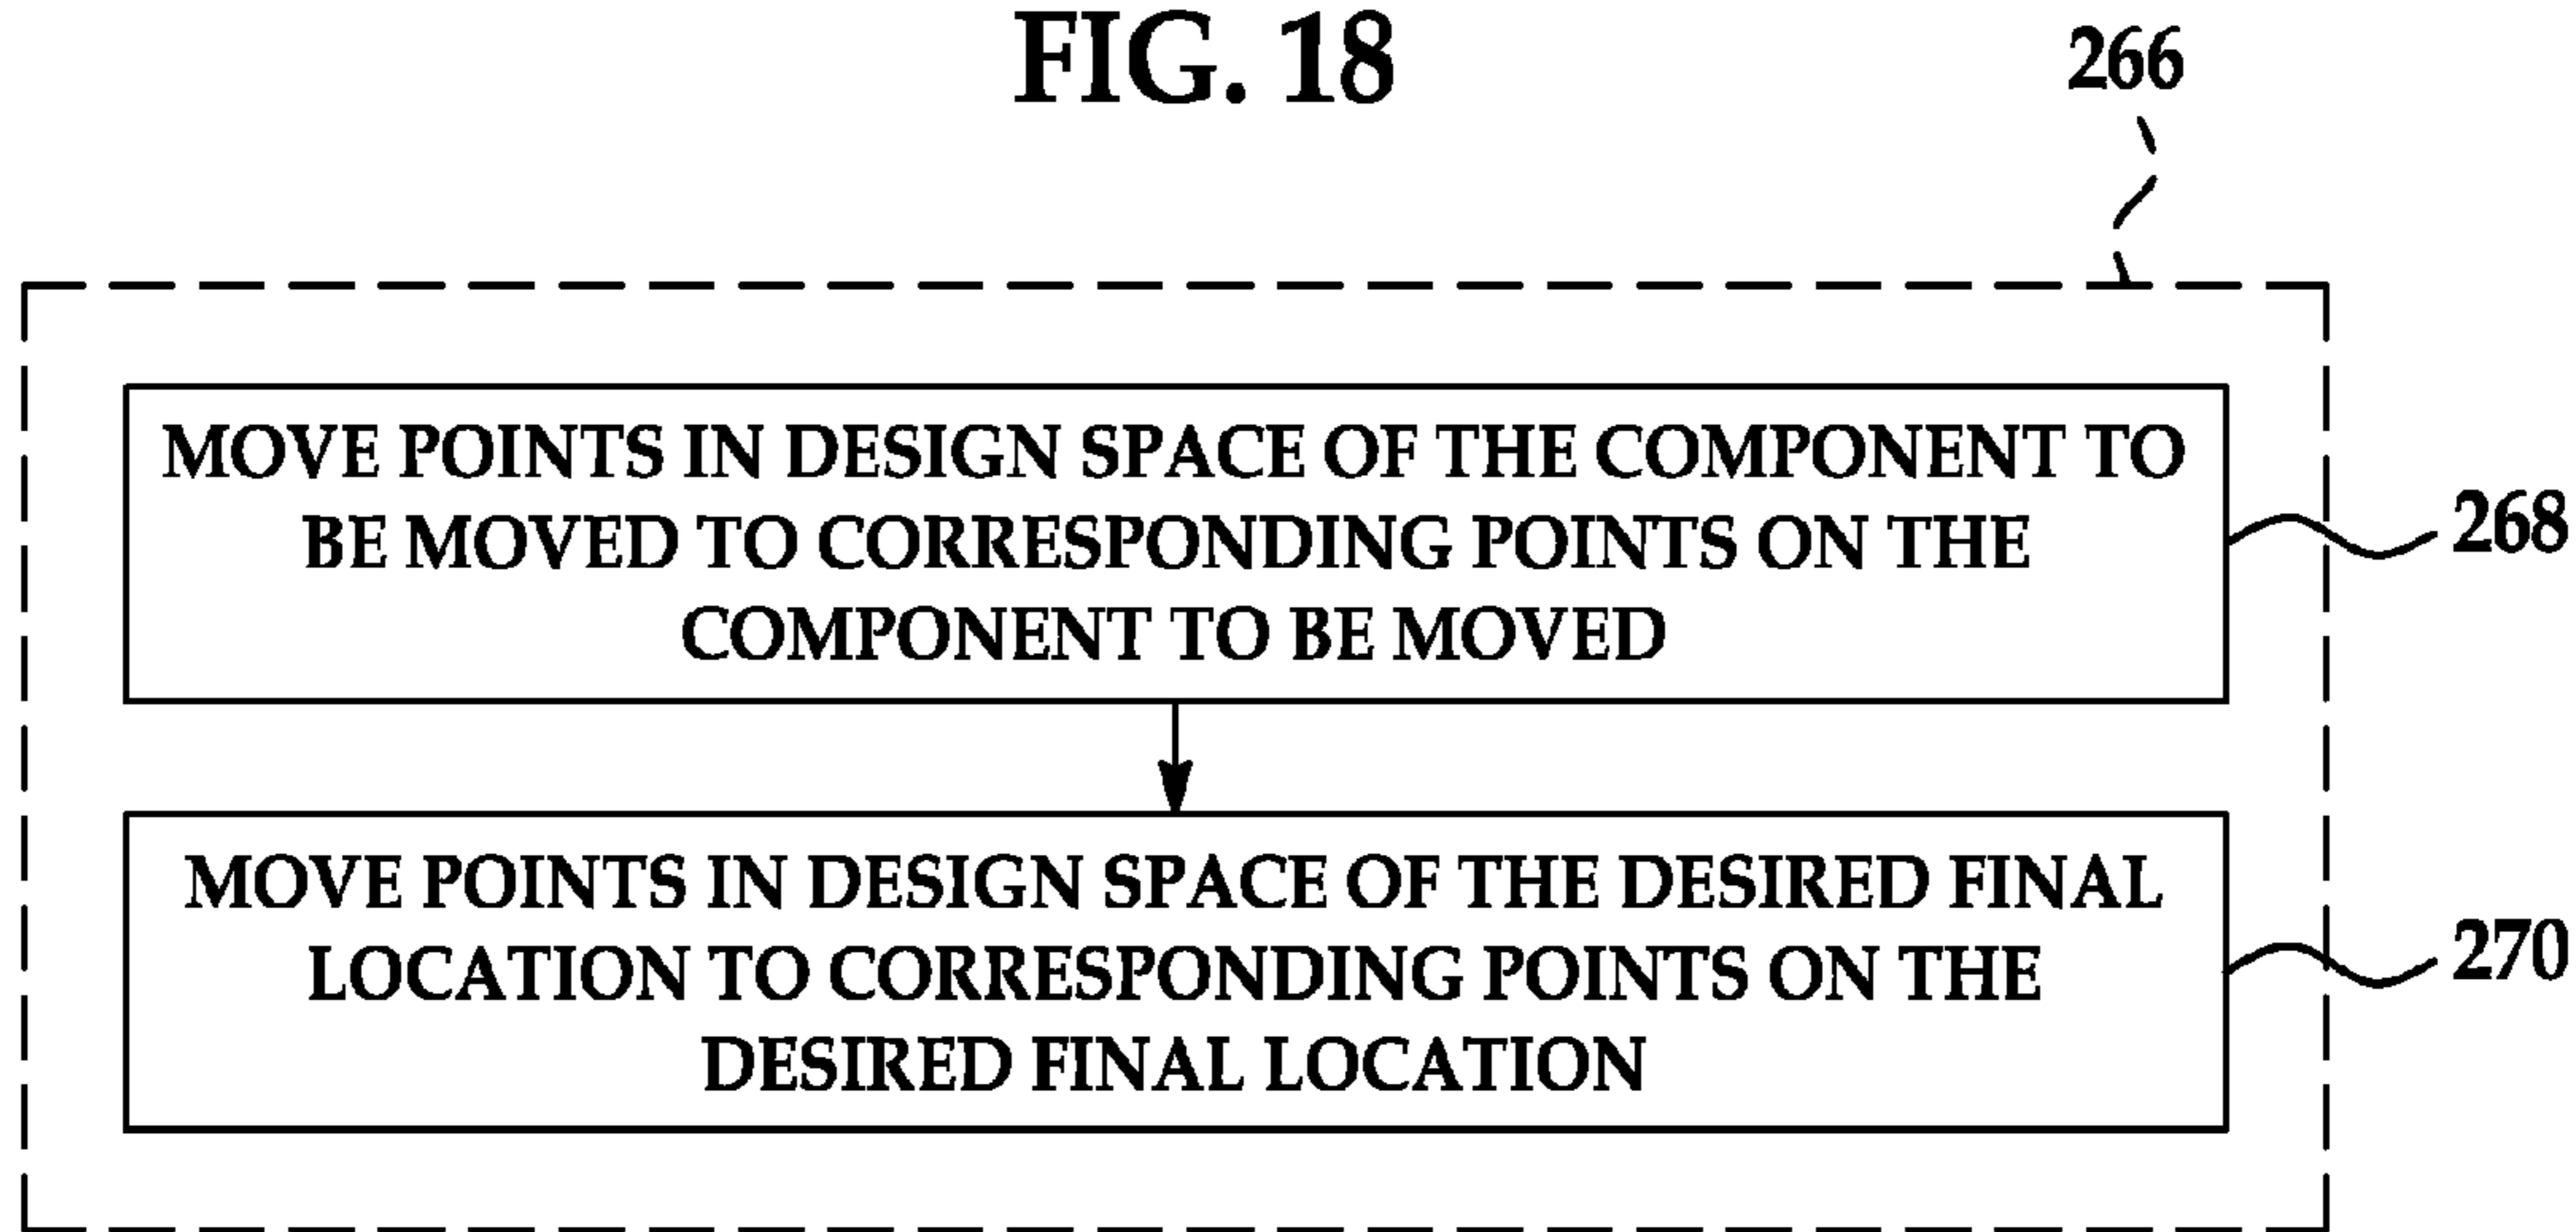 FIG. 18
266
MOVE POINTS IN DESIGN SPACE OF THE COMPONENT TO
BE MOVED TO CORRESPONDING POINTS ON THE
COMPONENT TO BE MOVED
268
MOVE POINTS IN DESIGN SPACE OF THE DESIRED FINAL
LOCATION TO CORRESPONDING POINTS ON THE
DESIRED FINAL LOCATION
270